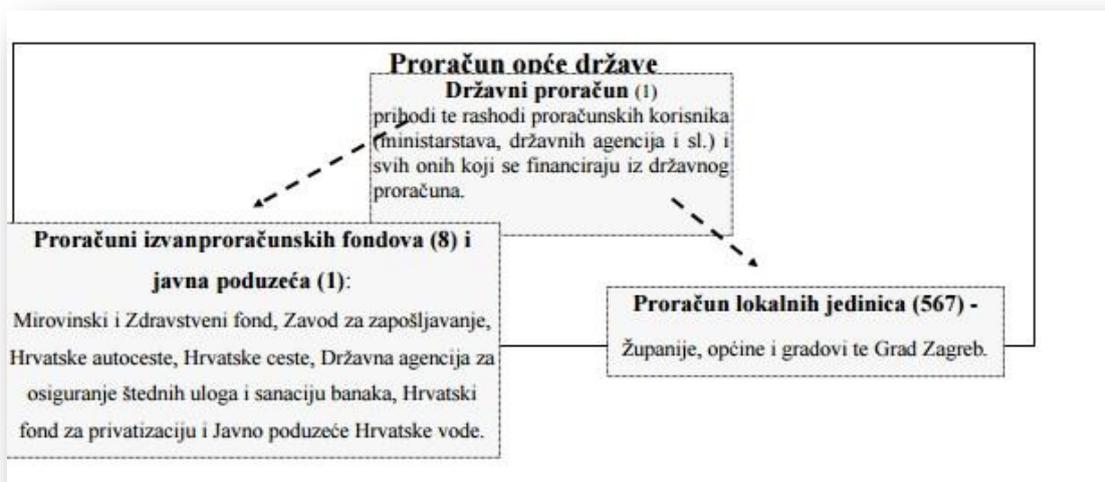 Proračun opće države
Državni proračun (1)
prihodi te rashodi proračunskih korisnika
(ministarstava, državnih agencija i sl.) i
svih onih koji se financiraju iz državnog
proračuna.
Proračuni izvanproračunskih fondova (8) i
javna poduzeća (1):
Mirovinski i Zdravstveni fond, Zavod za zapošljavanje,
Hrvatske autoceste, Hrvatske ceste, Državna agencija za
osiguranje štednih uloga i sanaciju banaka, Hrvatski
fond za privatizaciju i Javno poduzeće Hrvatske vode.
Proračun lokalnih jedinica (567) -
Županije, općine i gradovi te Grad Zagreb.